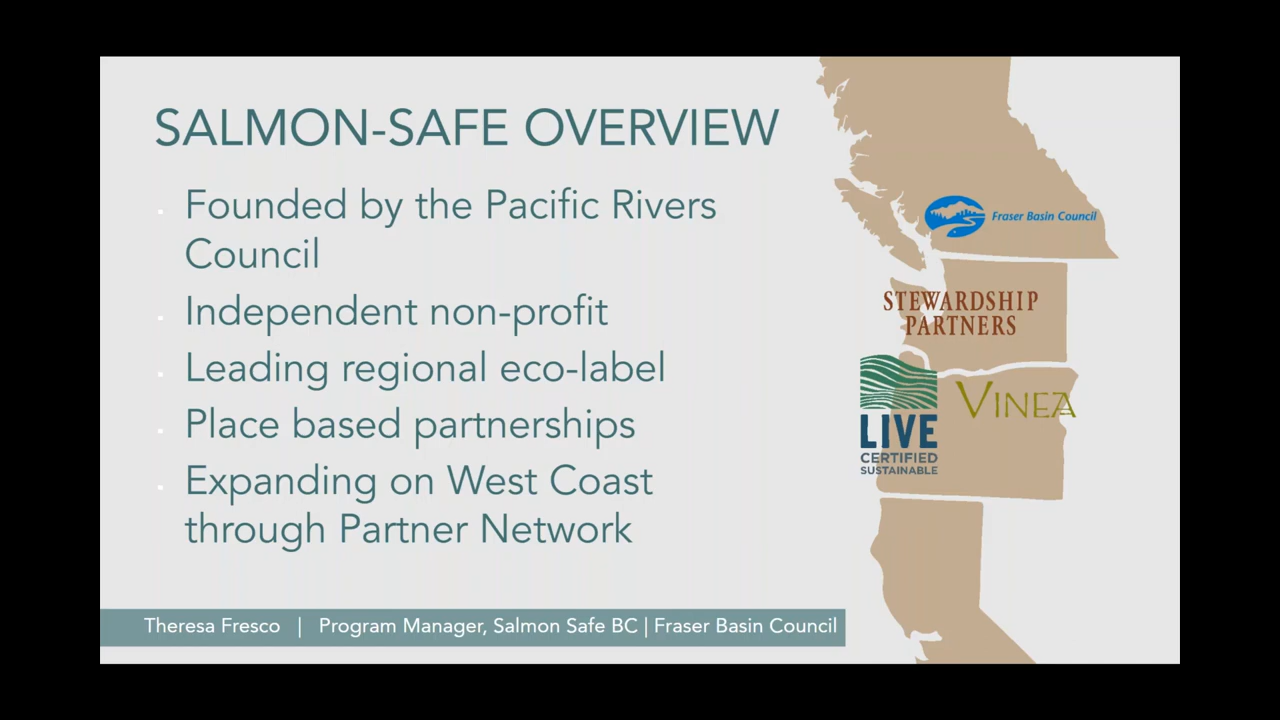 SALMON-SAFE OVERVIEW
Founded by the Pacific Rivers
Council
Independent non-profit
Leading regional eco-label
Place based partnerships
Expanding on West Coast
through Partner Network
Fraser Basin Council
STEWARDSHIP
PARTNERS
LIVE
CERTIFIED
SUSTAINABLE
VINEA
Theresa Fresco | Program Manager, Salmon Safe BC | Fraser Basin Council